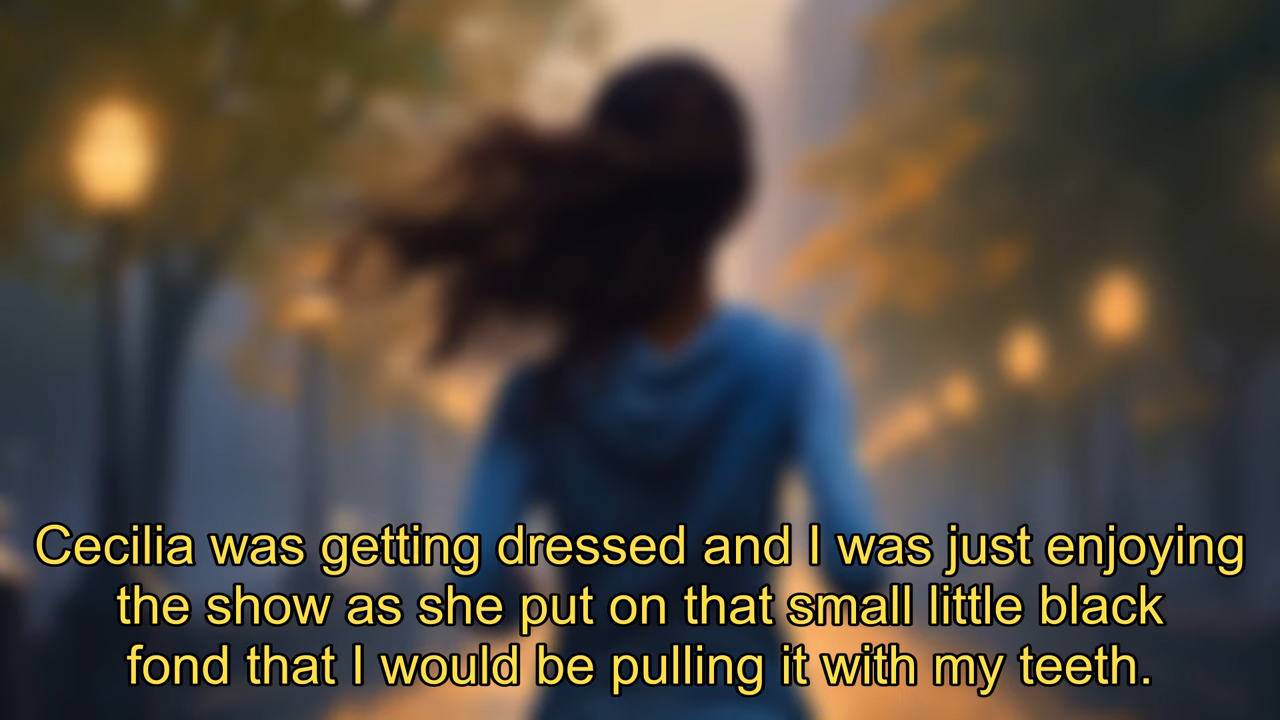 Cecilia was getting dressed and I was just enjoying
the show as she put on that small little black
fond that I would be pulling it with my teeth.